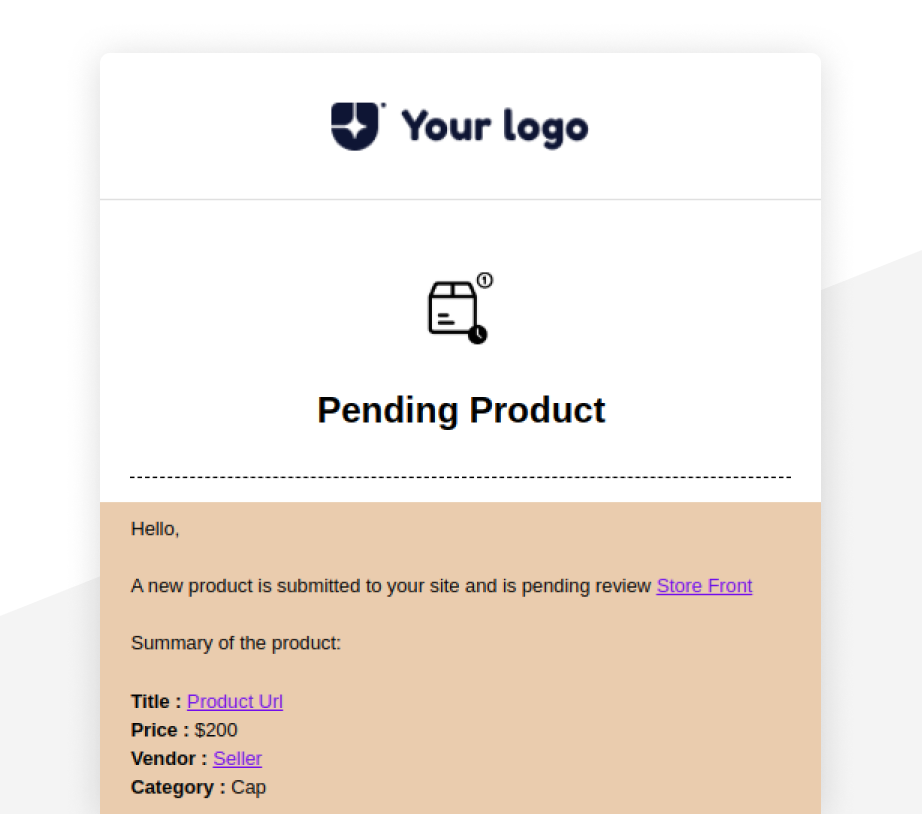 Your logo
1
Pending Product
Hello,
A new product is submitted to your site and is pending review Store Front
Summary of the product:
Title : Product Url
Price : $200
Vendor : Seller
Category : Cap